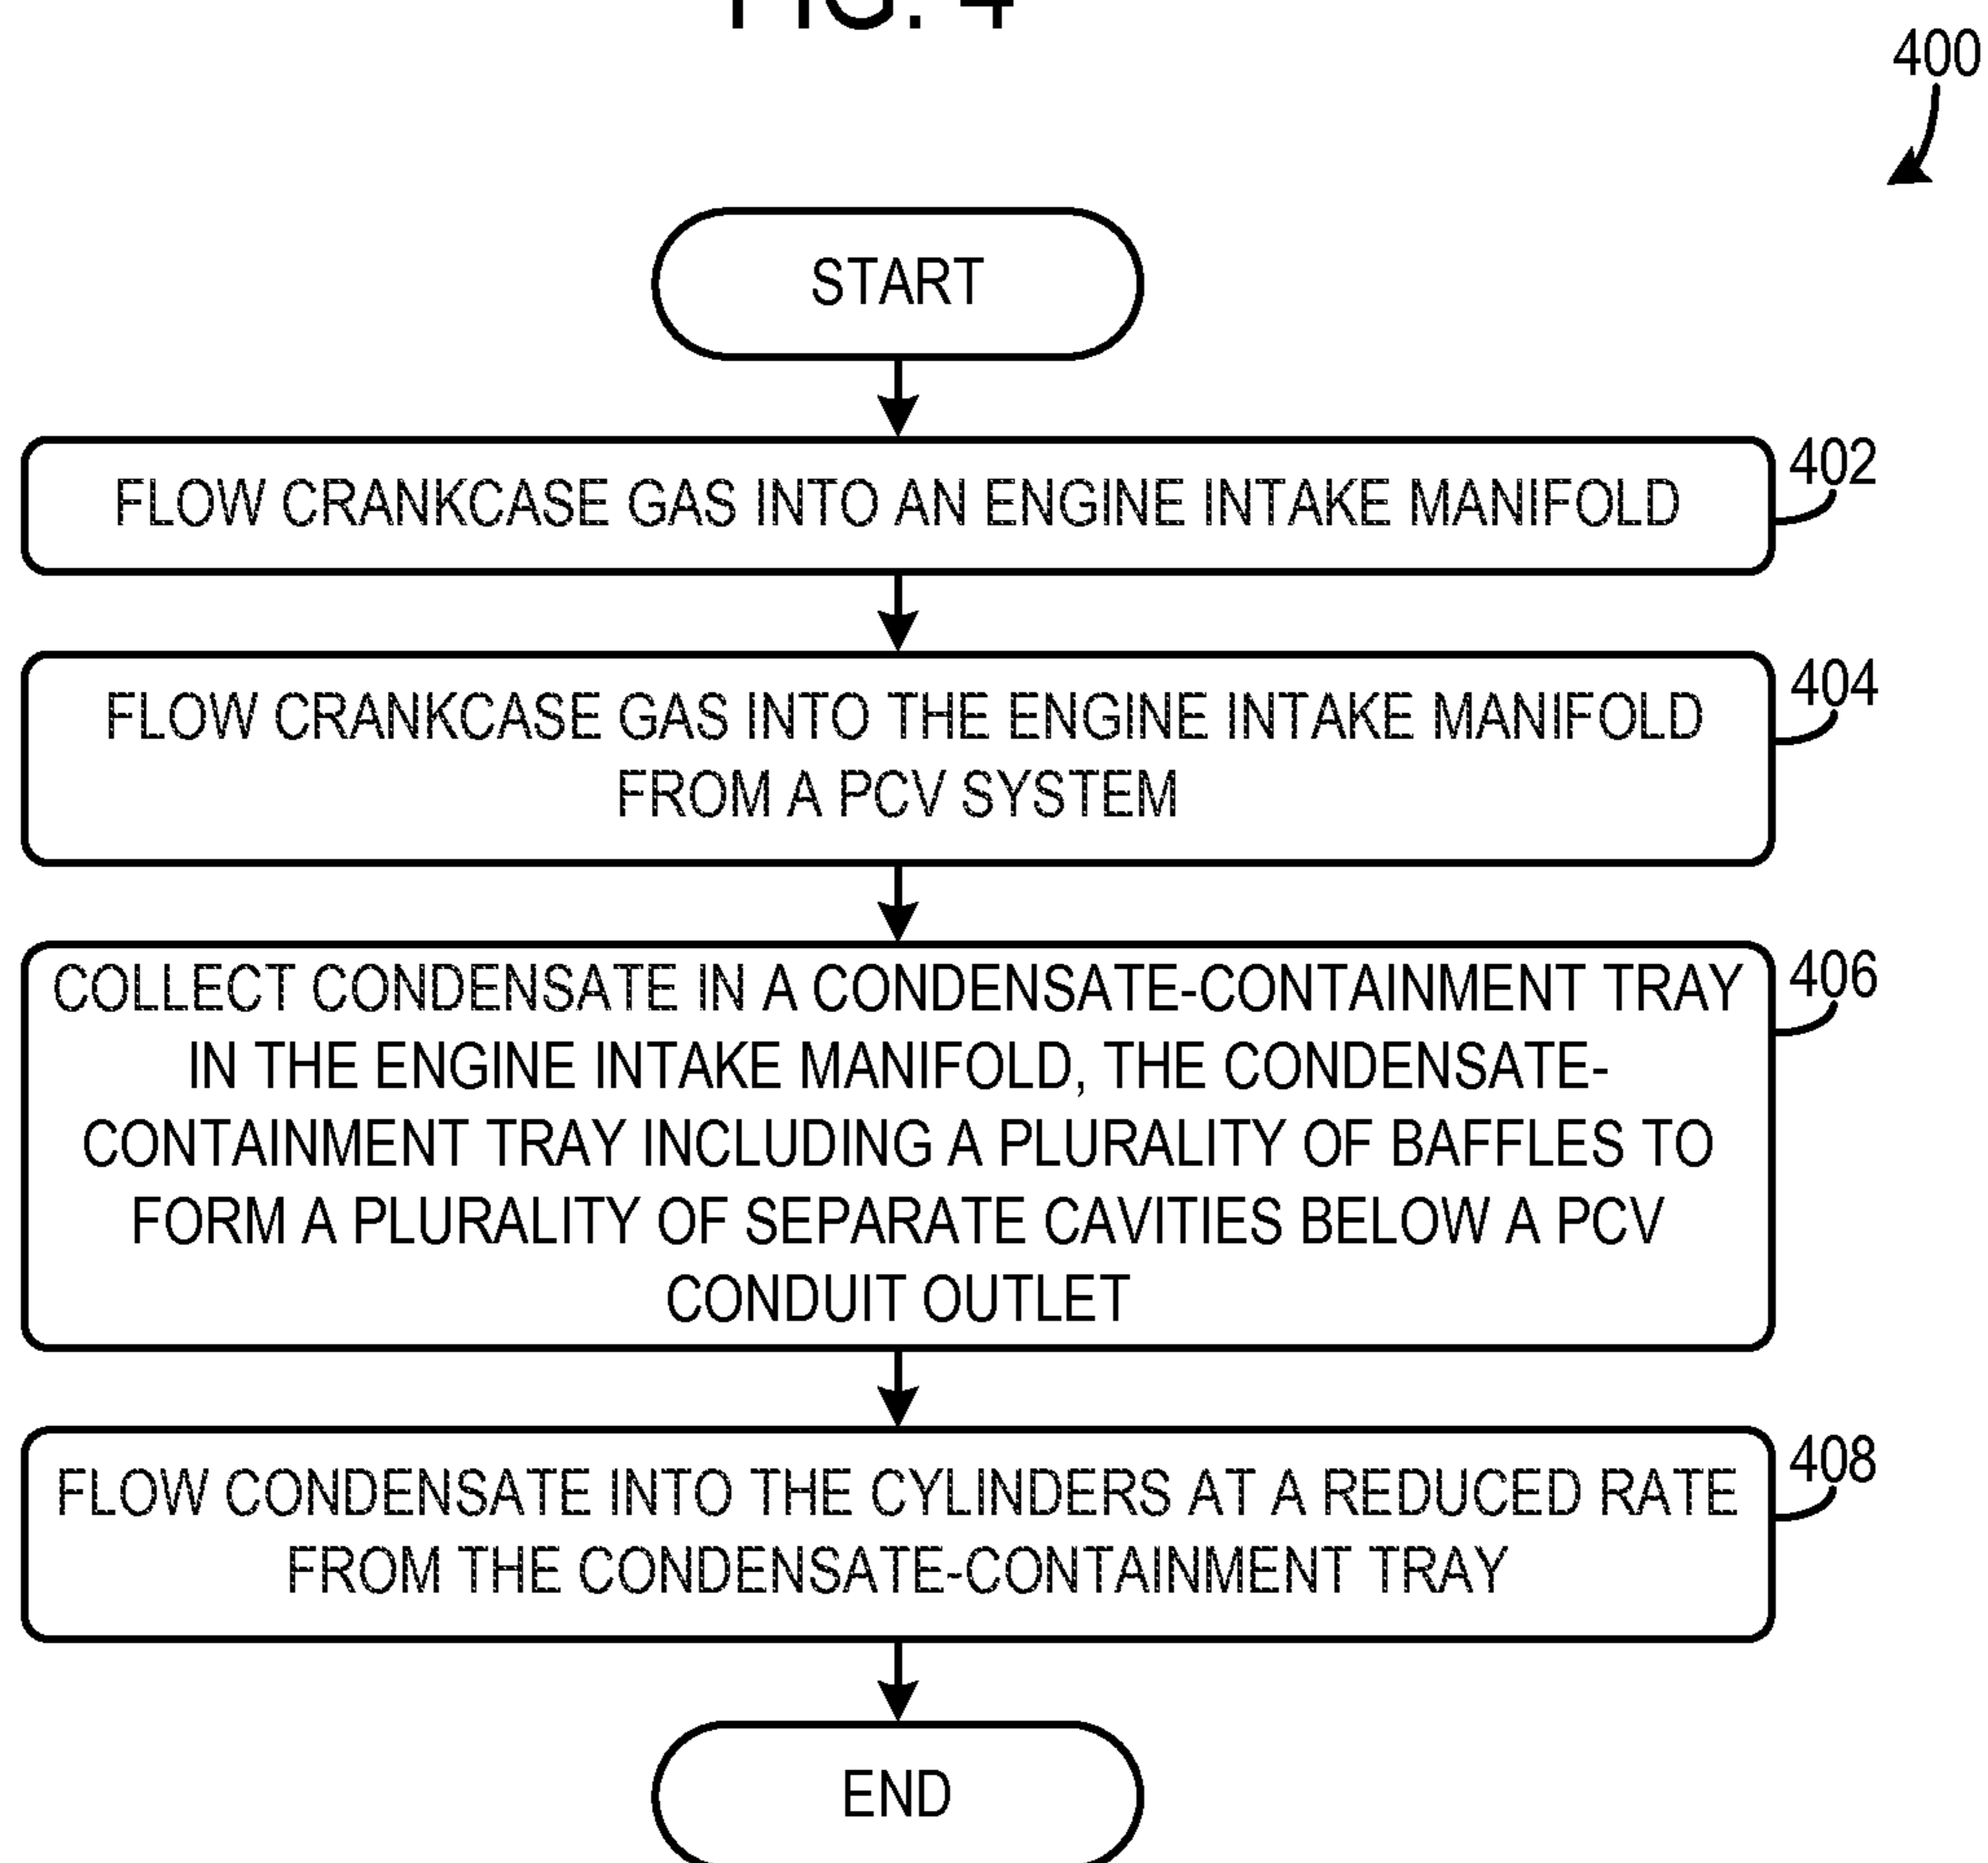 FIG. 4
400
START
FLOW CRANKCASE GAS INTO AN ENGINE INTAKE MANIFOLD
402
FLOW CRANKCASE GAS INTO THE ENGINE INTAKE MANIFOLD
FROM A PCV SYSTEM
404
COLLECT CONDENSATE IN A CONDENSATE-CONTAINMENT TRAY
IN THE ENGINE INTAKE MANIFOLD, THE CONDENSATE-
CONTAINMENT TRAY INCLUDING A PLURALITY OF BAFFLES TO
FORM A PLURALITY OF SEPARATE CAVITIES BELOW A PCV
CONDUIT OUTLET
406
FLOW CONDENSATE INTO THE CYLINDERS AT A REDUCED RATE
FROM THE CONDENSATE-CONTAINMENT TRAY
408
END